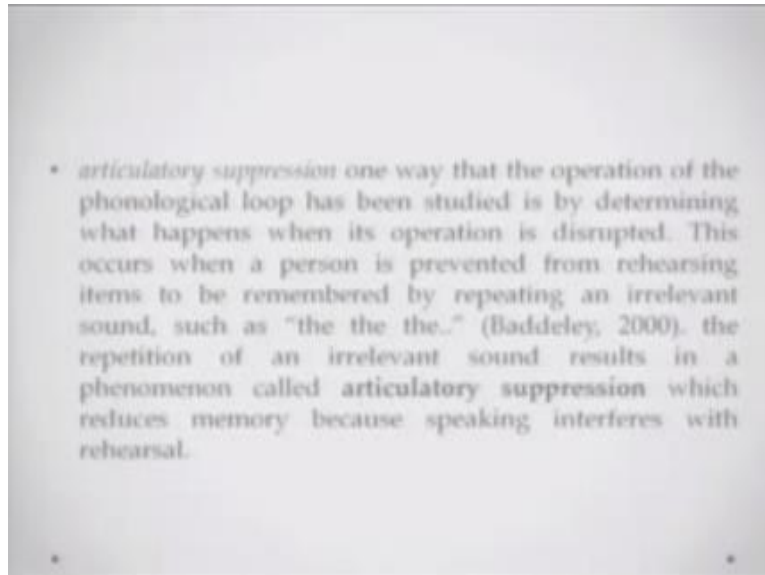 • articulatory suppression one way that the operation of the
phonological loop has been studied is by determining
what happens when its operation is disrupted. This
occurs when a person is prevented from rehearsing
items to be remembered by repeating an irrelevant
sound, such as "the the the.." (Baddeley, 2000). the
repetition of an irrelevant sound results in a
phenomenon called articulatory suppression which
reduces memory because speaking interferes with
rehearsal.